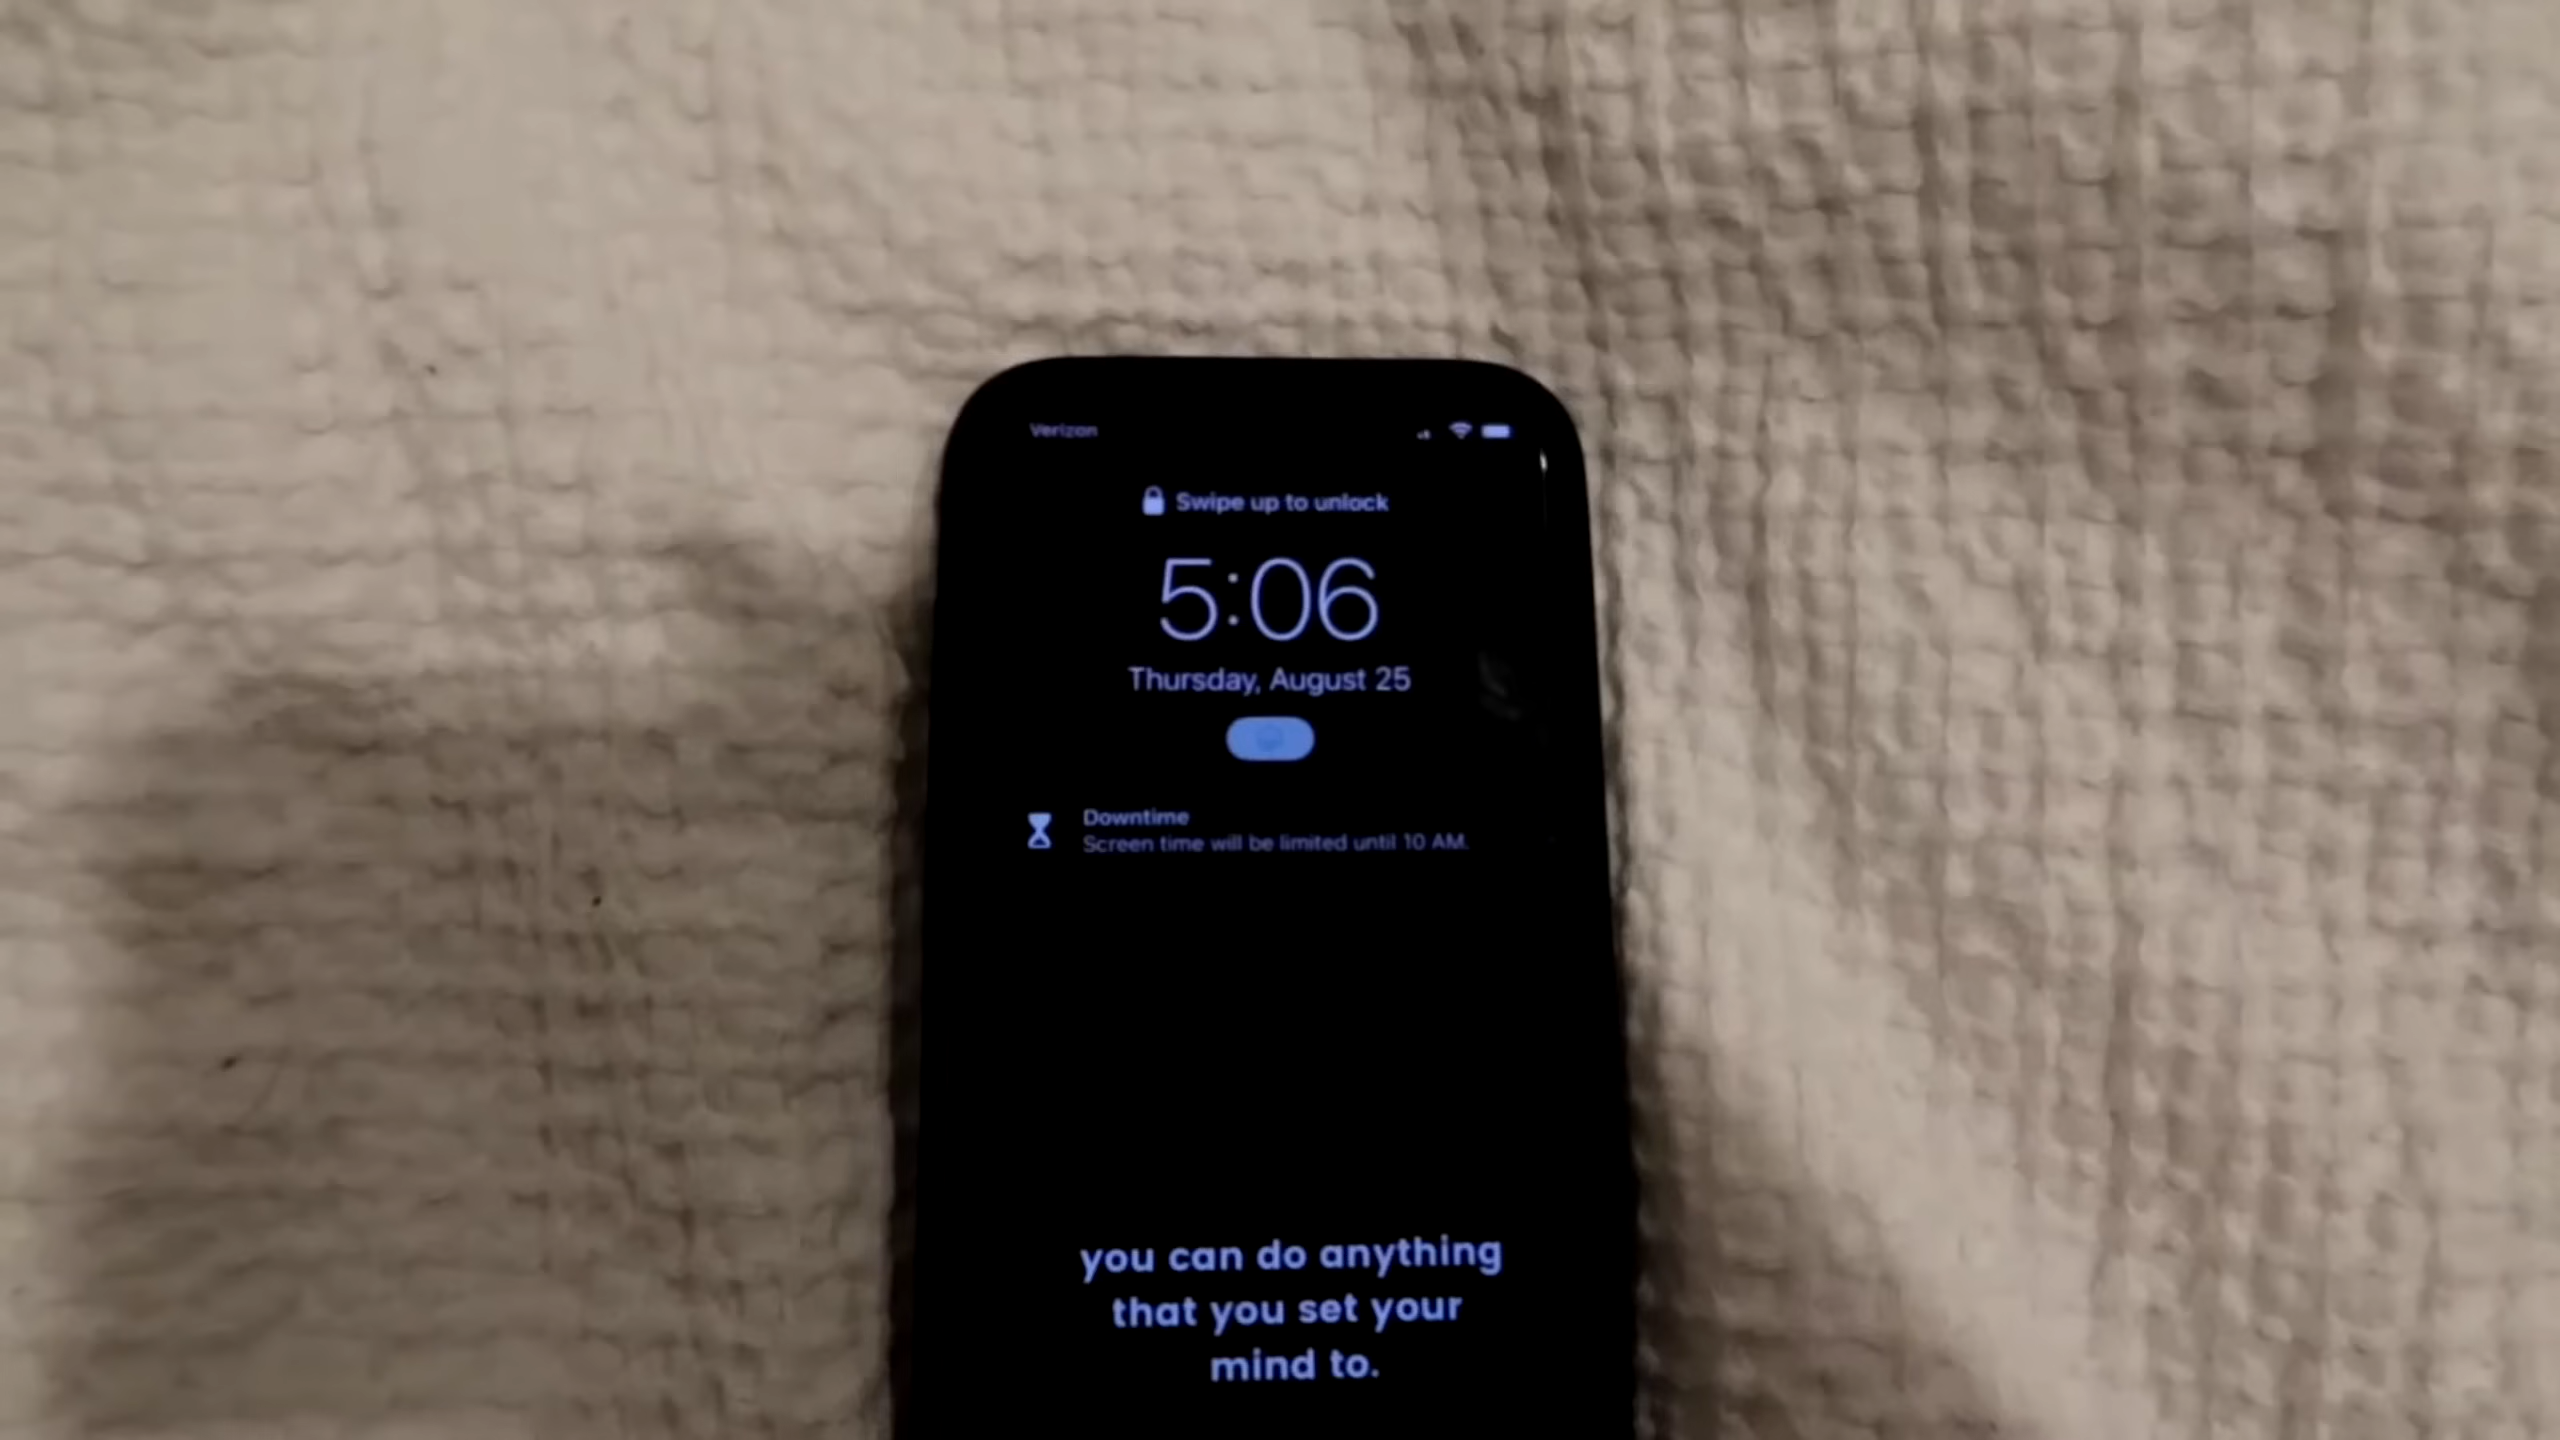 Verizon
Swipe up to unlock
5:06
Thursday, August 25
Downtime
Screen time will be limited until 10 AM.
you can do anything
that you set your
mind to.